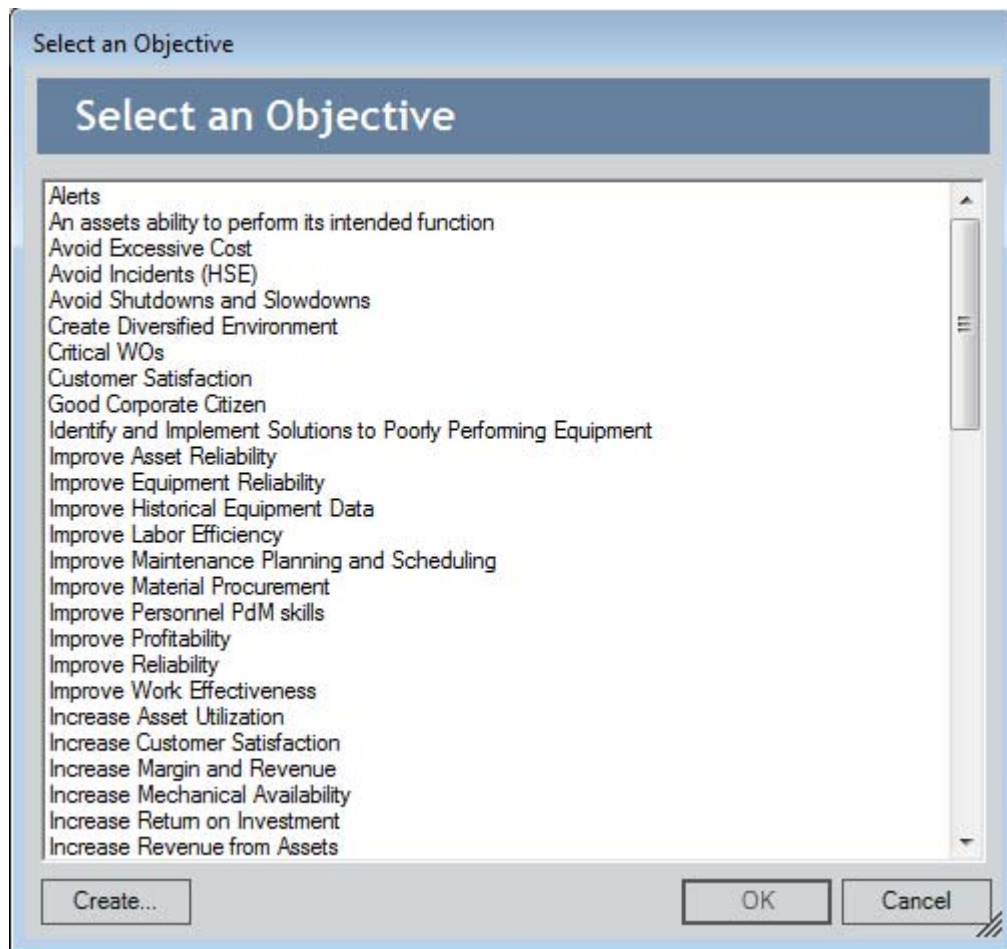 Select an Objective
Select an Objective
Alerts
An assets ability to perform its intended function
Avoid Excessive Cost
Avoid Incidents (HSE)
Avoid Shutdowns and Slowdowns
Create Diversified Environment
Critical WOs
Customer Satisfaction
Good Corporate Citizen
Identify and Implement Solutions to Poorly Performing Equipment
Improve Asset Reliability
Improve Equipment Reliability
Improve Historical Equipment Data
Improve Labor Efficiency
Improve Maintenance Planning and Scheduling
Improve Material Procurement
Improve Personnel PdM skills
Improve Profitability
Improve Reliability
Improve Work Effectiveness
Increase Asset Utilization
Increase Customer Satisfaction
Increase Margin and Revenue
Increase Mechanical Availability
Increase Return on Investment
Increase Revenue from Assets
Create... OK Cancel